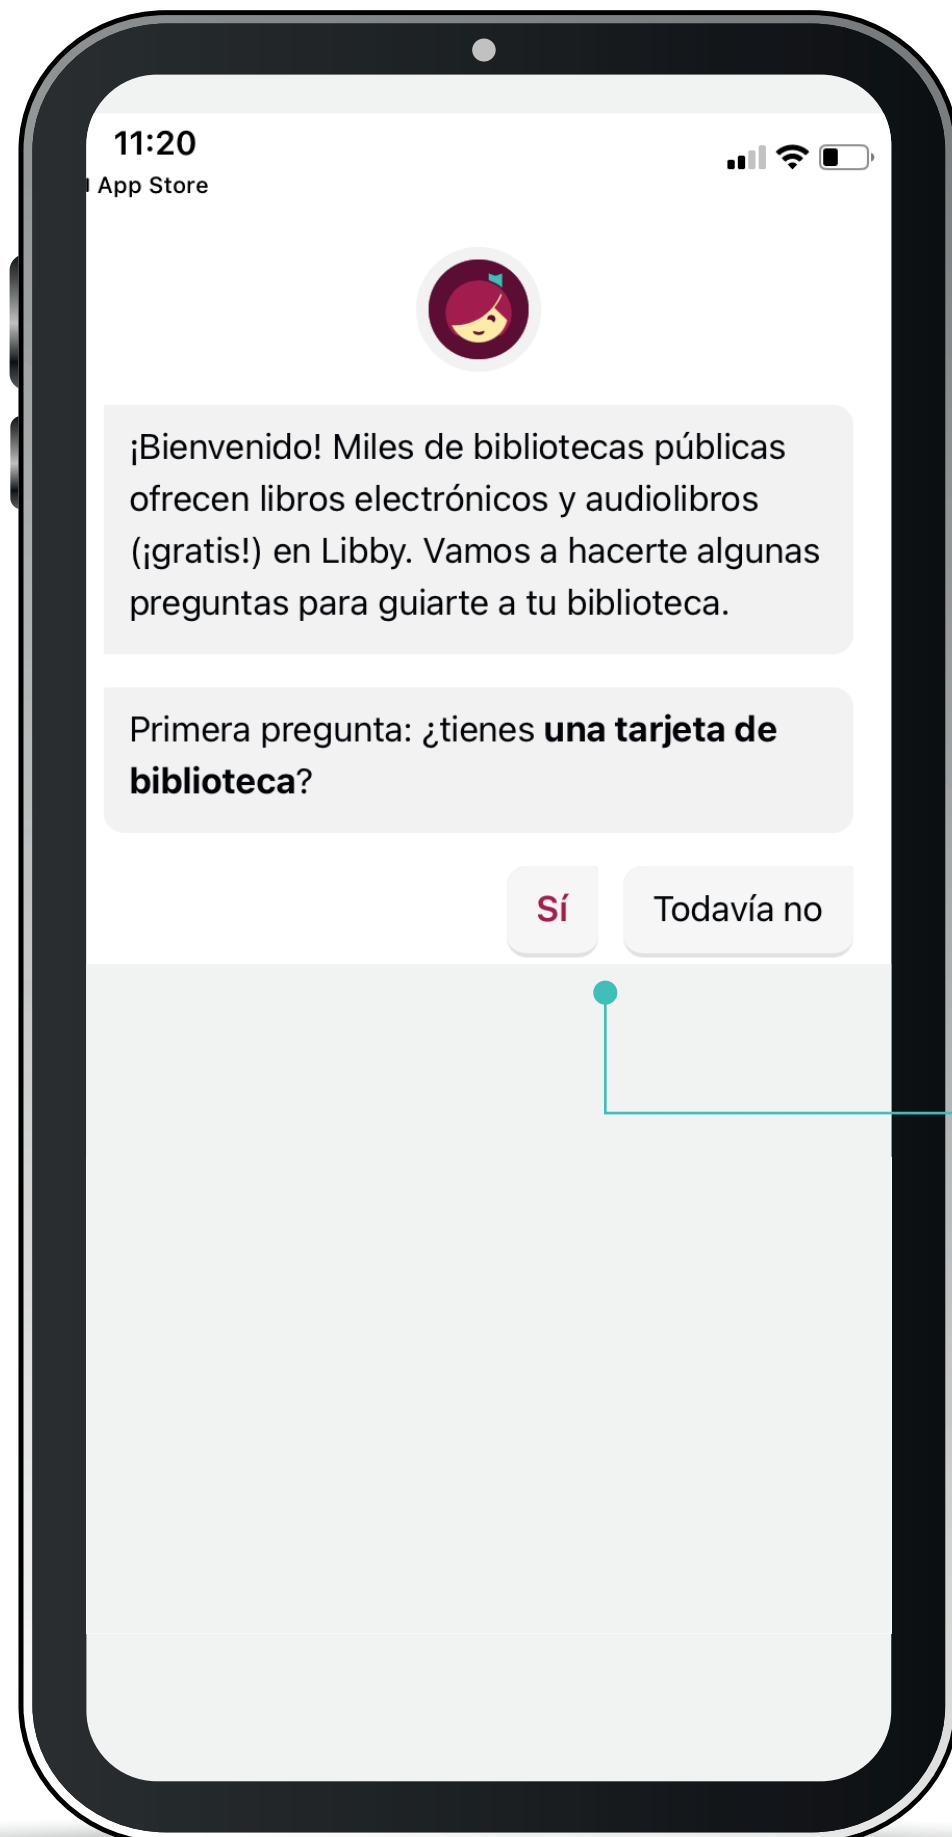 11:20
App Store
¡Bienvenido! Miles de bibliotecas públicas
ofrecen libros electrónicos y audiolibros
(¡gratis!) en Libby. Vamos a hacerte algunas
preguntas para guiarte a tu biblioteca.
Primera pregunta: ¿tienes una tarjeta de
biblioteca?
Sí Todavía no